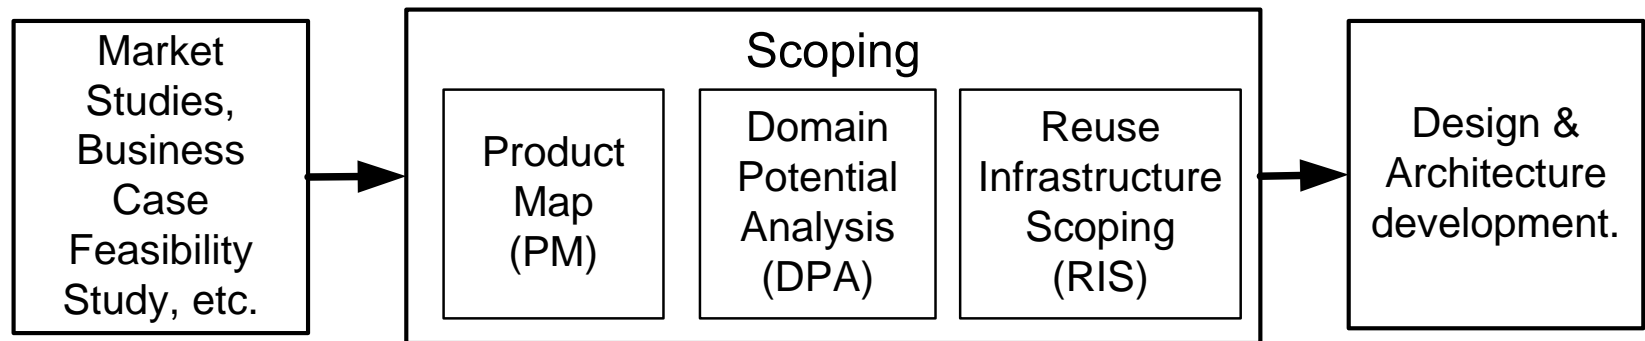 Market
Studies,
Business
Case
Feasibility
Study, etc.
Scoping
Product
Map
(PM)
Domain
Potential
Analysis
(DPA)
Reuse
Infrastructure
Scoping
(RIS)
Design &
Architecture
development.